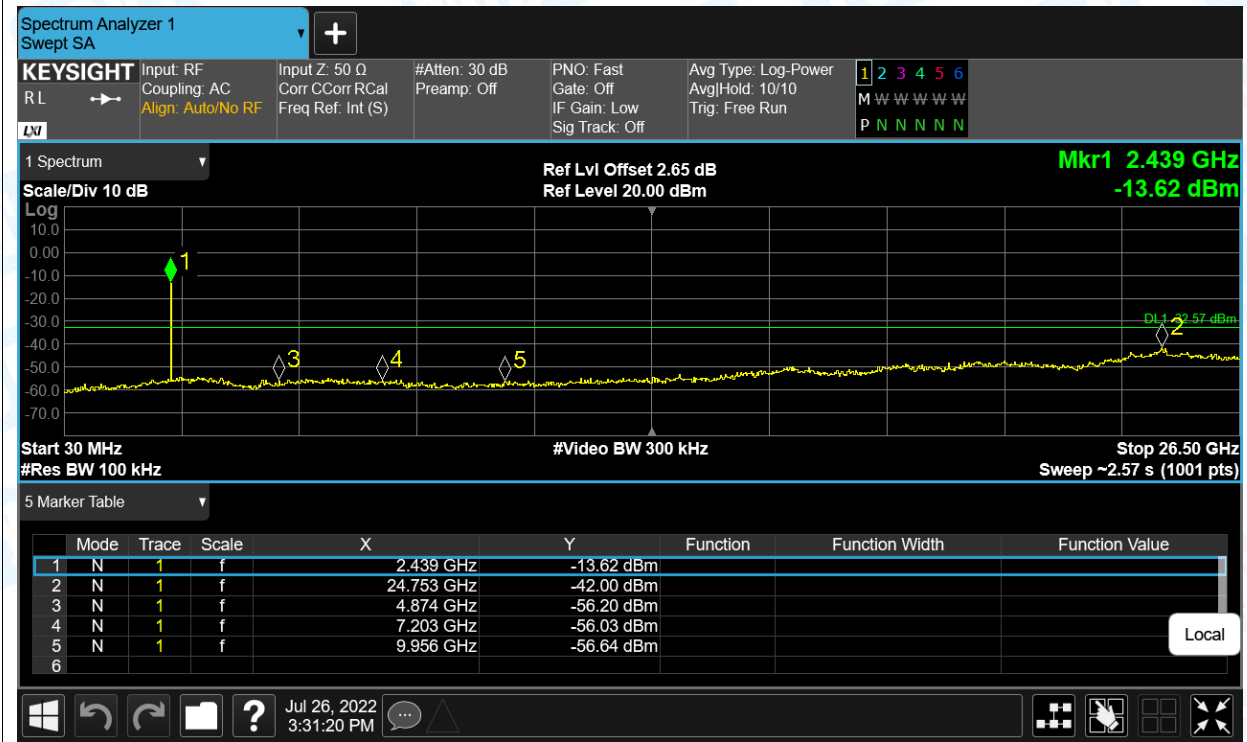 Spectrum Analyzer 1
Swept SA
+
KEYSIGHT
R L
LXI
Input: RF
Coupling: AC
Align: Auto/No RF
Input Z: 50 Ω
Corr CCorr RCal
Freq Ref: Int (S)
#Atten: 30 dB
Preamp: Off
PNO: Fast
Gate: Off
IF Gain: Low
Sig Track: Off
Avg Type: Log-Power
Avg|Hold: 10/10
Trig: Free Run
1 2 3 4 5 6
M W W W W W
P N N N N N
1 Spectrum
Scale/Div 10 dB
Ref Lvl Offset 2.65 dB
Ref Level 20.00 dBm
Mkr1 2.439 GHz
-13.62 dBm
Log
10.0
0.00
-10.0
-20.0
-30.0
-40.0
-50.0
-60.0
-70.0
1
3
4
5
2
DL1 -32.57 dBm
Start 30 MHz
#Res BW 100 kHz
#Video BW 300 kHz
Stop 26.50 GHz
Sweep ~2.57 s (1001 pts)
5 Marker Table
Mode Trace Scale X Y Function Function Width Function Value
1 N 1 f 2.439 GHz -13.62 dBm
2 N 1 f 24.753 GHz -42.00 dBm
3 N 1 f 4.874 GHz -56.20 dBm
4 N 1 f 7.203 GHz -56.03 dBm
5 N 1 f 9.956 GHz -56.64 dBm
6
Local
?
Jul 26, 2022
3:31:20 PM